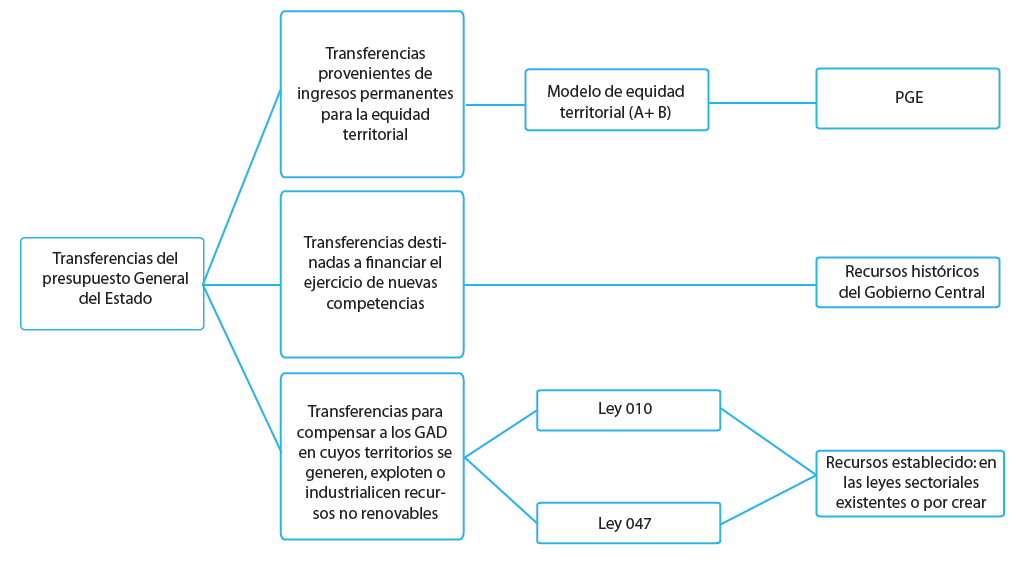 Transferencias del
presupuesto General
del Estado
Transferencias
provenientes de
ingresos permanentes
para la equidad
territorial
Modelo de equidad
territorial (A+ B)
PGE
Transferencias desti-
nadas a financiar el
ejercicio de nuevas
competencias
Recursos históricos
del Gobierno Central
Transferencias para
compensar a los GAD
en cuyos territorios se
generen, exploten o
industrialicen recur-
sos no renovables
Ley 010
Ley 047
Recursos establecido: en
las leyes sectoriales
existentes o por crear